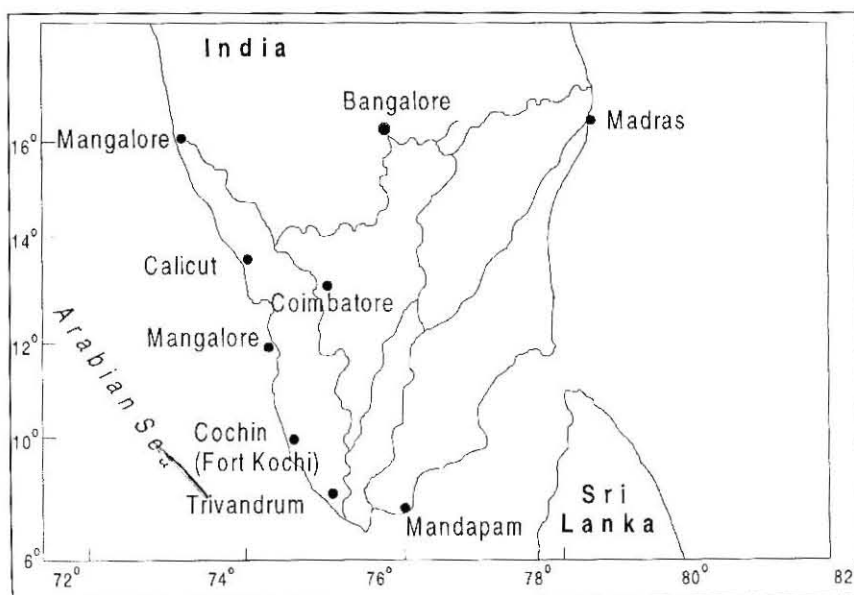 India
Bangalore
Madras
16°
Mangalore
14°
Calicut
Coimbatore
Arabian Sea
12°
Mangalore
10°
Cochin
(Fort Kochi)
Trivandrum
Mandapam
Sri
Lanka
6°
72°
74°
76°
78°
80°
82